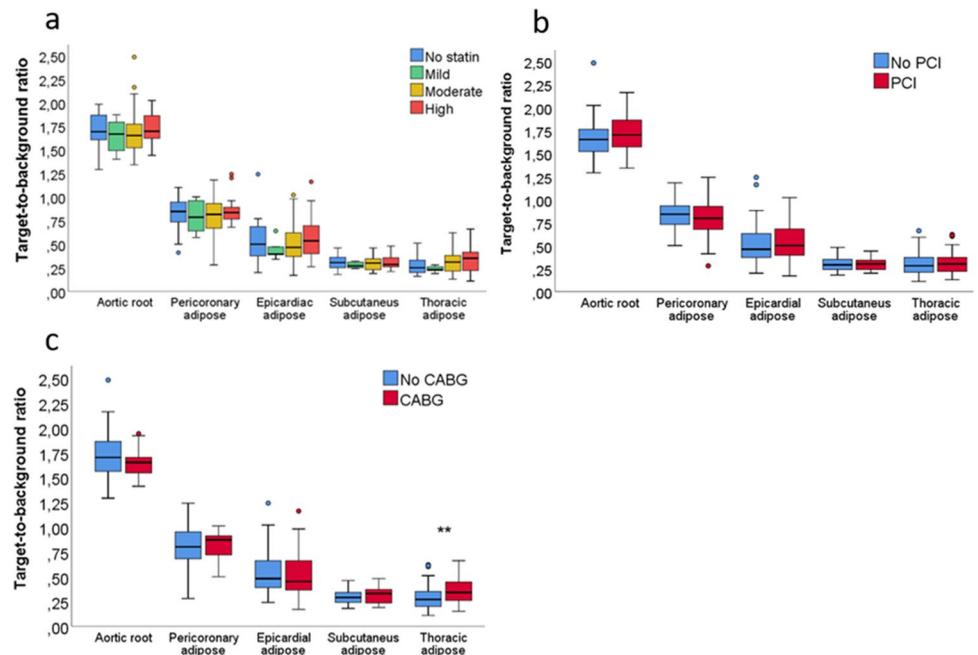 a
Target-to-background ratio
2,50
2,25
2,00
1,75
1,50
1,25
1,00
,75
,50
,25
,00
No statin
Mild
Moderate
High
Aortic root
Pericoronary adipose
Epicardiac adipose
Subcutaneus adipose
Thoracic adipose
b
Target-to-background ratio
2,50
2,25
2,00
1,75
1,50
1,25
1,00
,75
,50
,25
,00
No PCI
PCI
Aortic root
Pericoronary adipose
Epicardial adipose
Subcutaneus adipose
Thoracic adipose
c
Target-to-background ratio
2,50
2,25
2,00
1,75
1,50
1,25
1,00
,75
,50
,25
,00
No CABG
CABG
**
Aortic root
Pericoronary adipose
Epicardial adipose
Subcutaneus adipose
Thoracic adipose